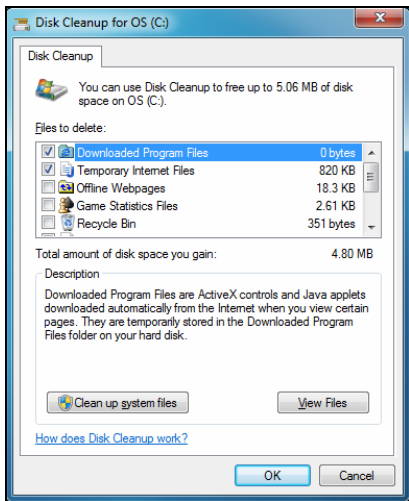 Disk Cleanup for OS (C:)
Disk Cleanup
You can use Disk Cleanup to free up to 5.06 MB of disk
space on OS (C:).
Files to delete:
Downloaded Program Files 0 bytes
Temporary Internet Files 820 KB
Offline Webpages 18.3 KB
Game Statistics Files 2.61 KB
Recycle Bin 351 bytes
Total amount of disk space you gain: 4.80 MB
Description
Downloaded Program Files are ActiveX controls and Java applets
downloaded automatically from the Internet when you view certain
pages. They are temporarily stored in the Downloaded Program
Files folder on your hard disk.
Clean up system files View Files
How does Disk Cleanup work?
OK Cancel